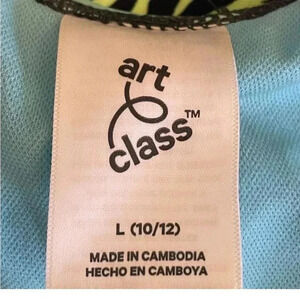 art
class™
L (10/12)
MADE IN CAMBODIA
HECHO EN CAMBOYA